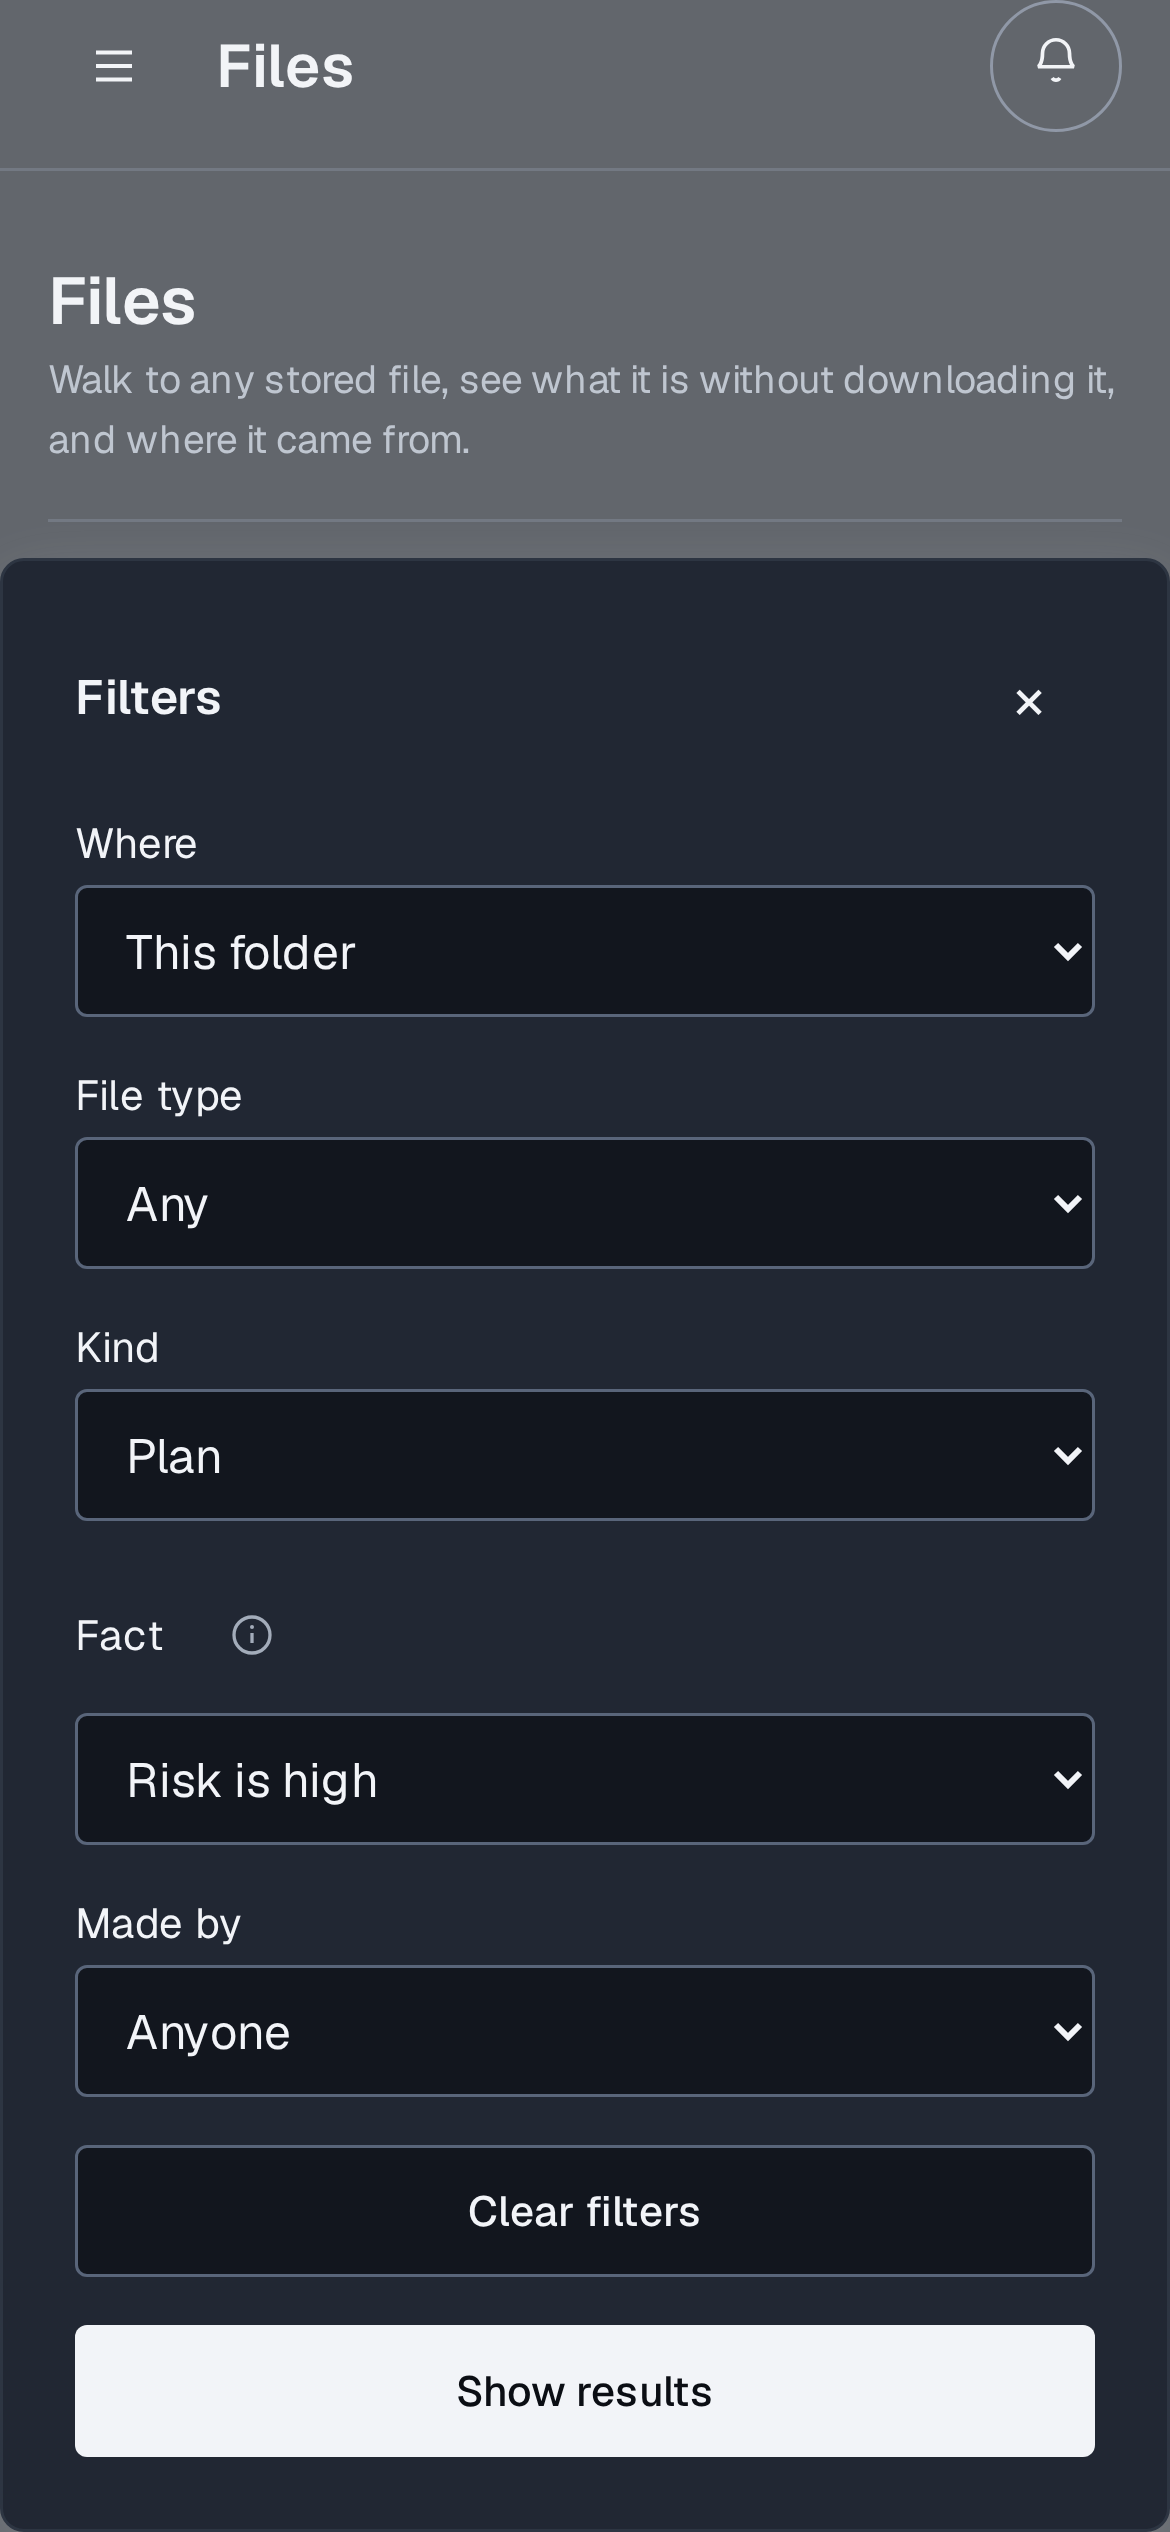 Files
Files
Walk to any stored file, see what it is without downloading it,
and where it came from.
Filters
Where
This folder
File type
Any
Kind
Plan
Fact
Risk is high
Made by
Anyone
Clear filters
Show results